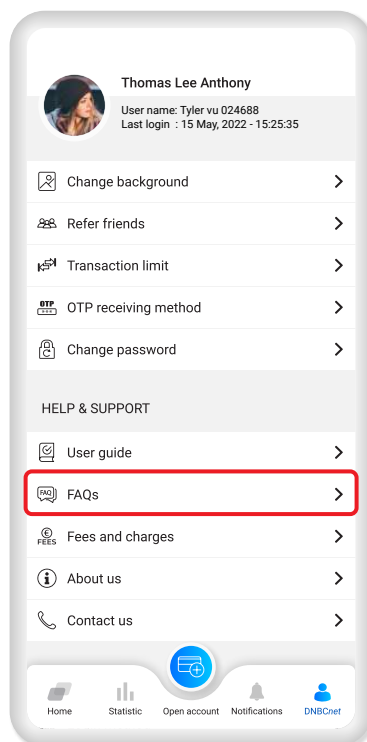 Thomas Lee Anthony
User name: Tyler vu 024688
Last login : 15 May, 2022 - 15:25:35
Change background
Refer friends
Transaction limit
OTP
OTP receiving method
Change password
HELP & SUPPORT
User guide
FAQ
FAQs
FEES
Fees and charges
About us
Contact us
Home
Statistic
Open account
Notifications
DNBCnet